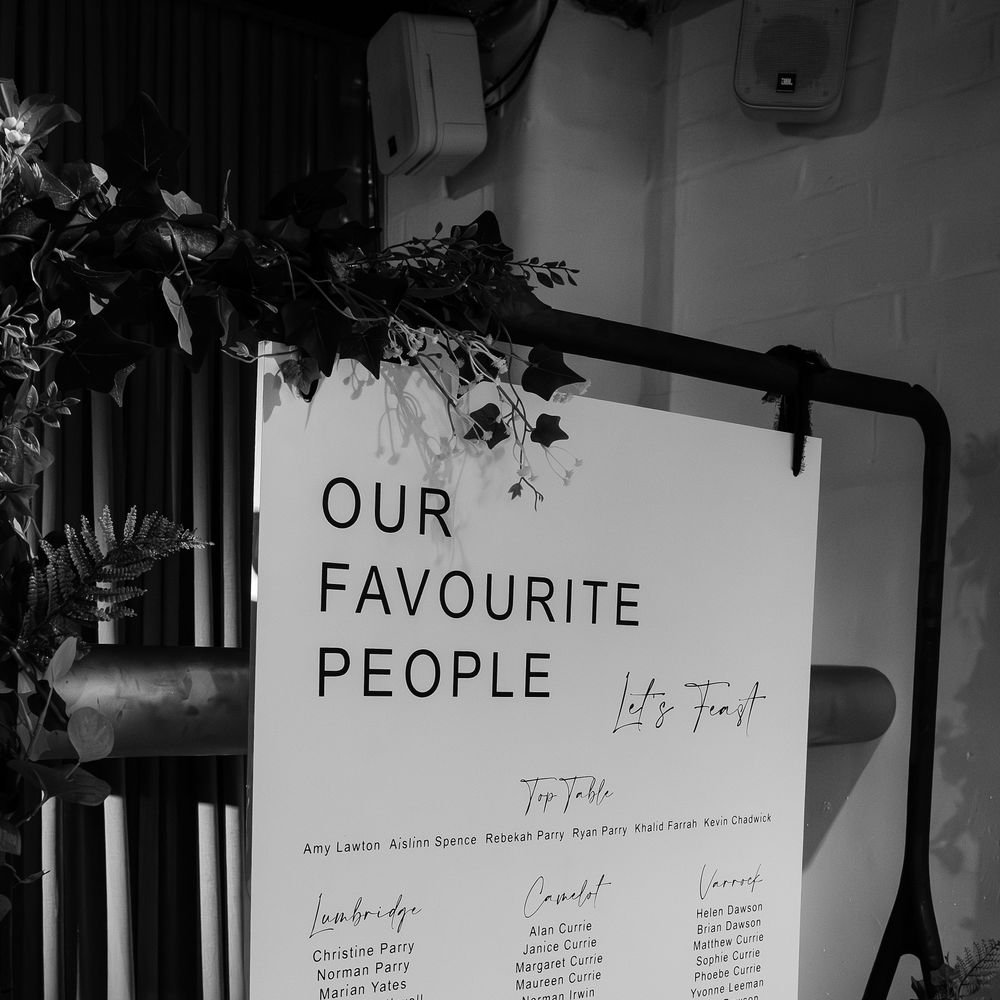 JBL
OUR
FAVOURITE
PEOPLE
Let's Feast
Top Table
Amy Lawton Aislinn Spence Rebekah Parry Ryan Parry Khalid Farrah Kevin Chadwick
Lumbridge
Christine Parry
Norman Parry
Marian Yates
Camelot
Alan Currie
Janice Currie
Margaret Currie
Maureen Currie
Norman Irwin
Varrock
Helen Dawson
Brian Dawson
Matthew Currie
Sophie Currie
Phoebe Currie
Yvonne Leeman